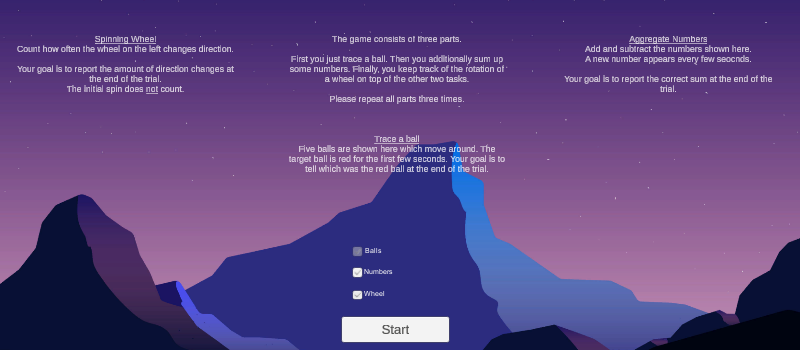 Spinning Wheel
Count how often the wheel on the left changes direction.
Your goal is to report the amount of direction changes at
the end of the trial.
The initial spin does not count.
The game consists of three parts.
First you just trace a ball. Then you additionally sum up
some numbers. Finally, you keep track of the rotation of
a wheel on top of the other two tasks.
Please repeat all parts three times.
Trace a ball
Five balls are shown here which move around. The
target ball is red for the first few seconds. Your goal is to
tell which was the red ball at the end of the trial.
Aggregate Numbers
Add and subtract the numbers shown here.
A new number appears every few seocnds.
Your goal is to report the correct sum at the end of the
trial.
Balls
Numbers
Wheel
Start